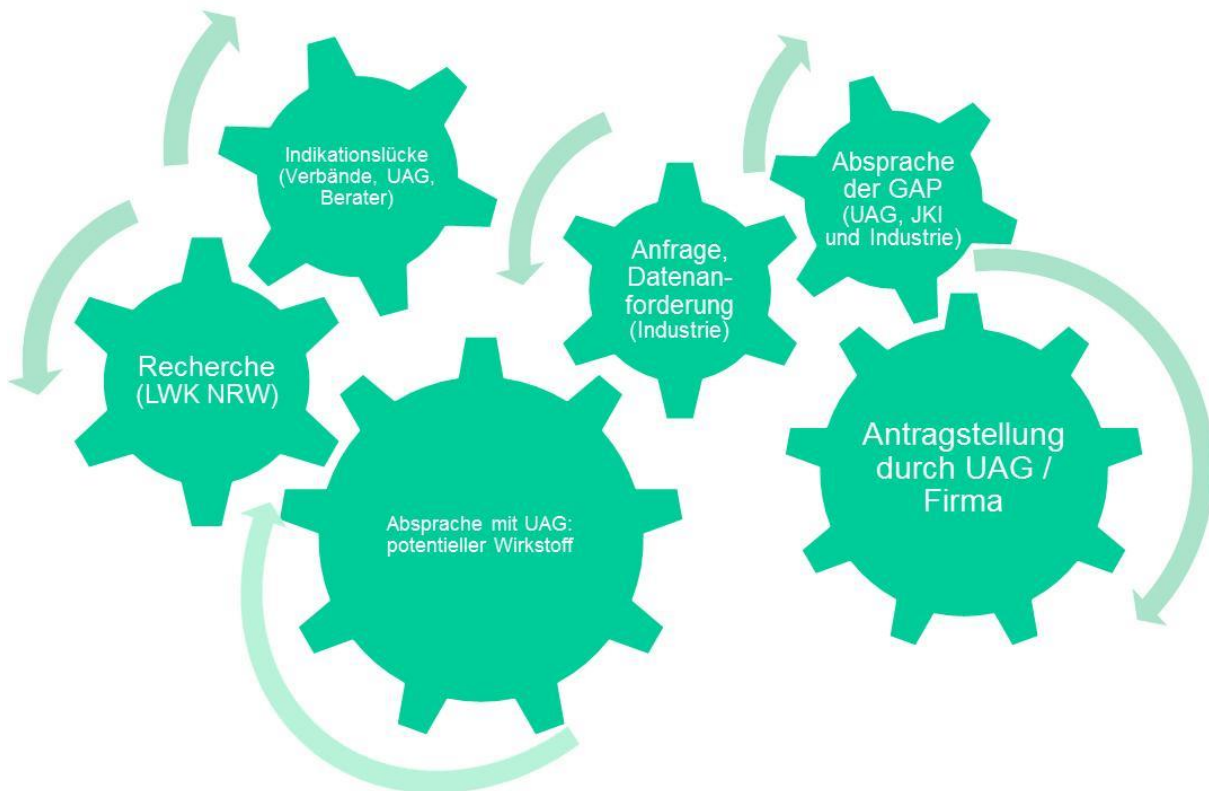 Indikationslücke
(Verbände, UAG,
Berater)
Recherche
(LWK NRW)
Absprache mit UAG:
potentieller Wirkstoff
Anfrage,
Datenan-
forderung
(Industrie)
Absprache
der GAP
(UAG, JKI
und Industrie)
Antragstellung
durch UAG /
Firma